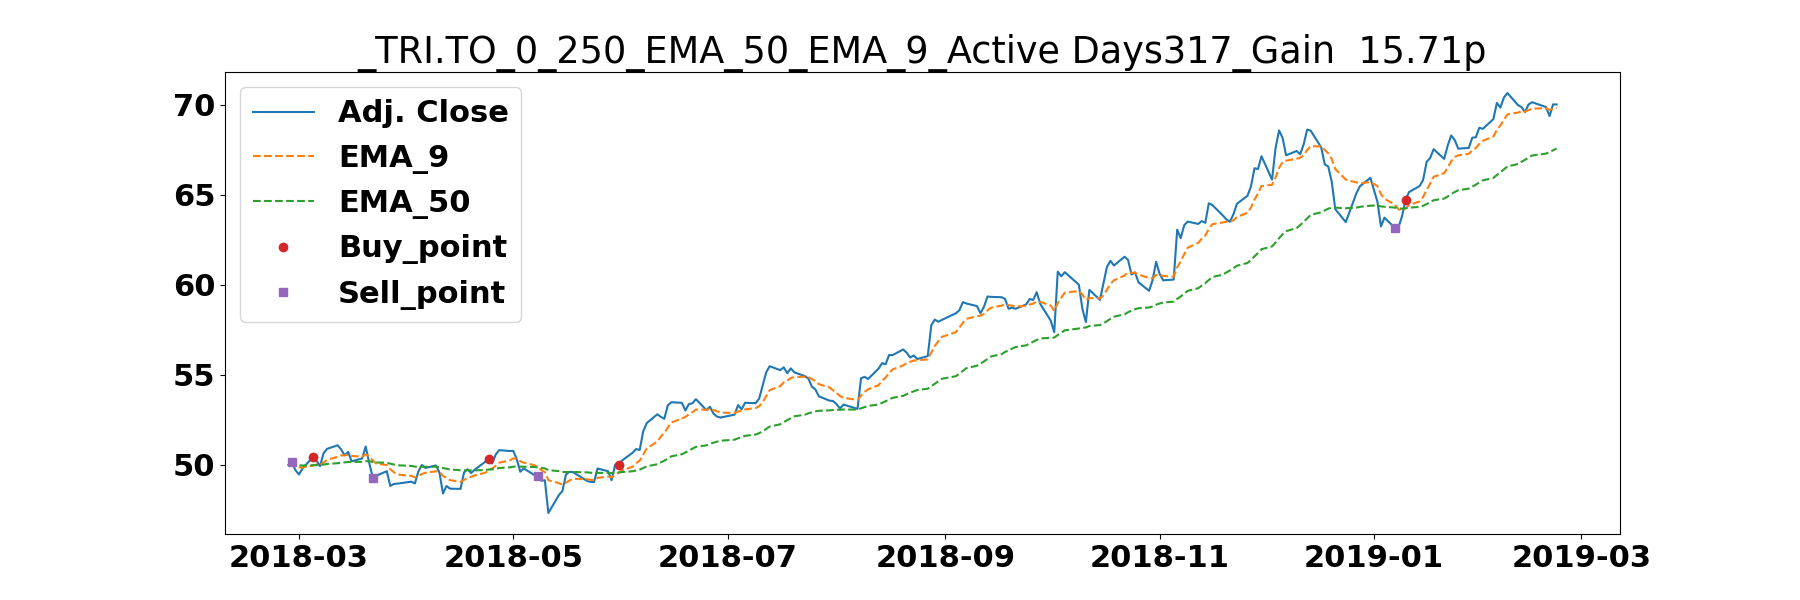 _TRI.TO_0_250_EMA_50_EMA_9_Active Days317_Gain  15.71p
Adj. Close
EMA_9
EMA_50
Buy_point
Sell_point
70
65
60
55
50
2018-03 2018-05 2018-07 2018-09 2018-11 2019-01 2019-03